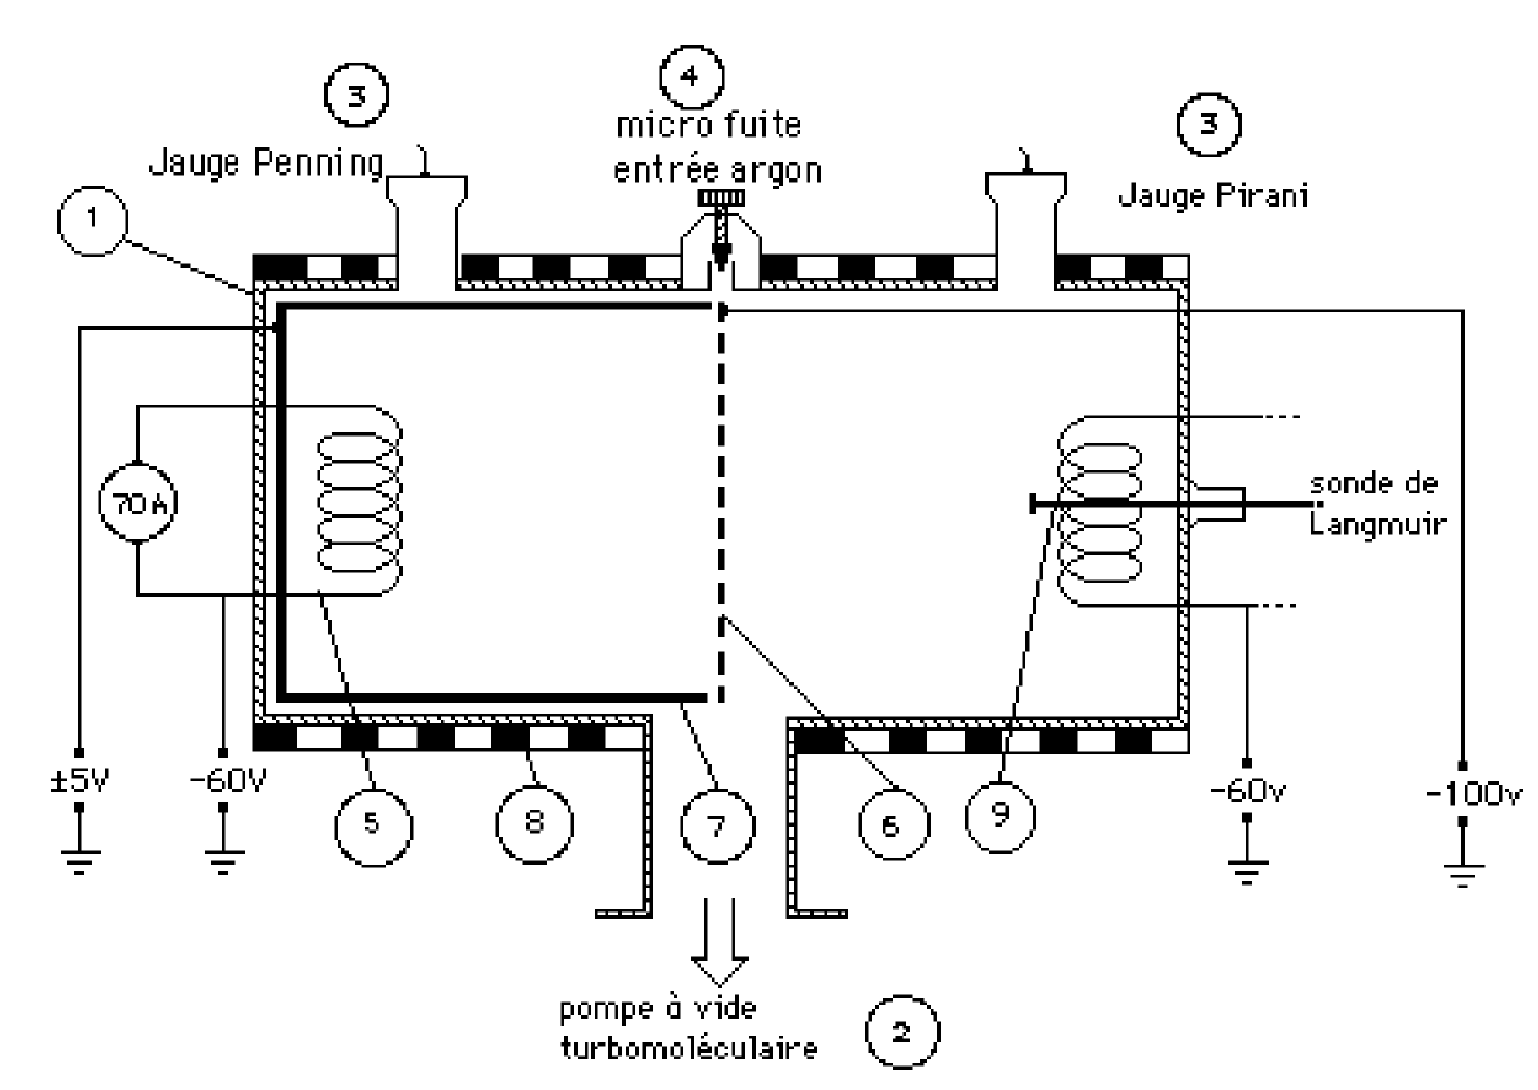 3
4
3
micro fuite
entrée argon
Jauge Penning
Jauge Pirani
1
70A
sonde de
Langmuir
±5V
-60V
-60v
-100v
5
8
7
6
9
pompe à vide
turbomoléculaire
2